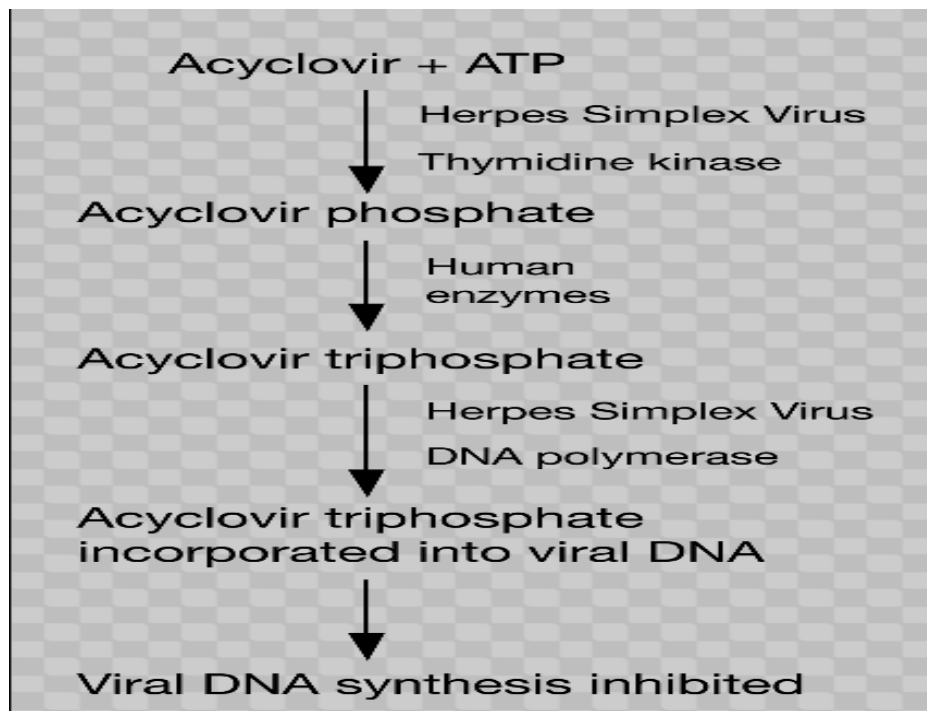 Acyclovir + ATP
Herpes Simplex Virus
Thymidine kinase
Acyclovir phosphate
Human
enzymes
Acyclovir triphosphate
Herpes Simplex Virus
DNA polymerase
Acyclovir triphosphate
incorporated into viral DNA
Viral DNA synthesis inhibited